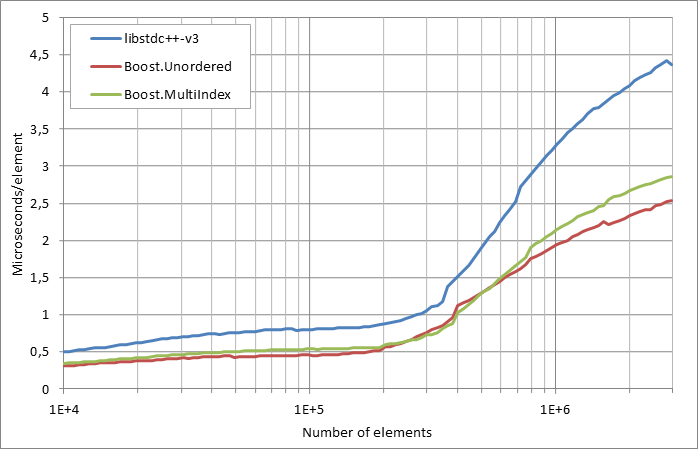 5
4,5
4
3,5
3
2,5
2
1,5
1
0,5
0
Microseconds/element
libstdc++-v3
Boost.Unordered
Boost.MultiIndex
1E+4
1E+5
1E+6
Number of elements